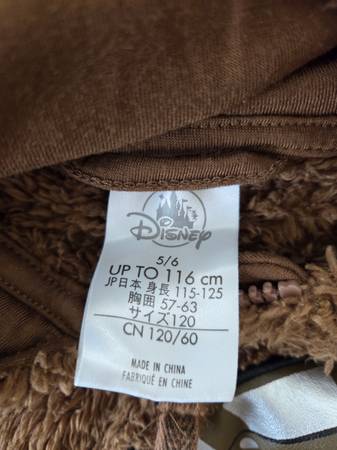 Disney
5/6
UP TO 116 cm
JP日本 身長 115-125
胸囲 57-63
サイズ120
CN 120/60
MADE IN CHINA
FABRIQUÉ EN CHINE